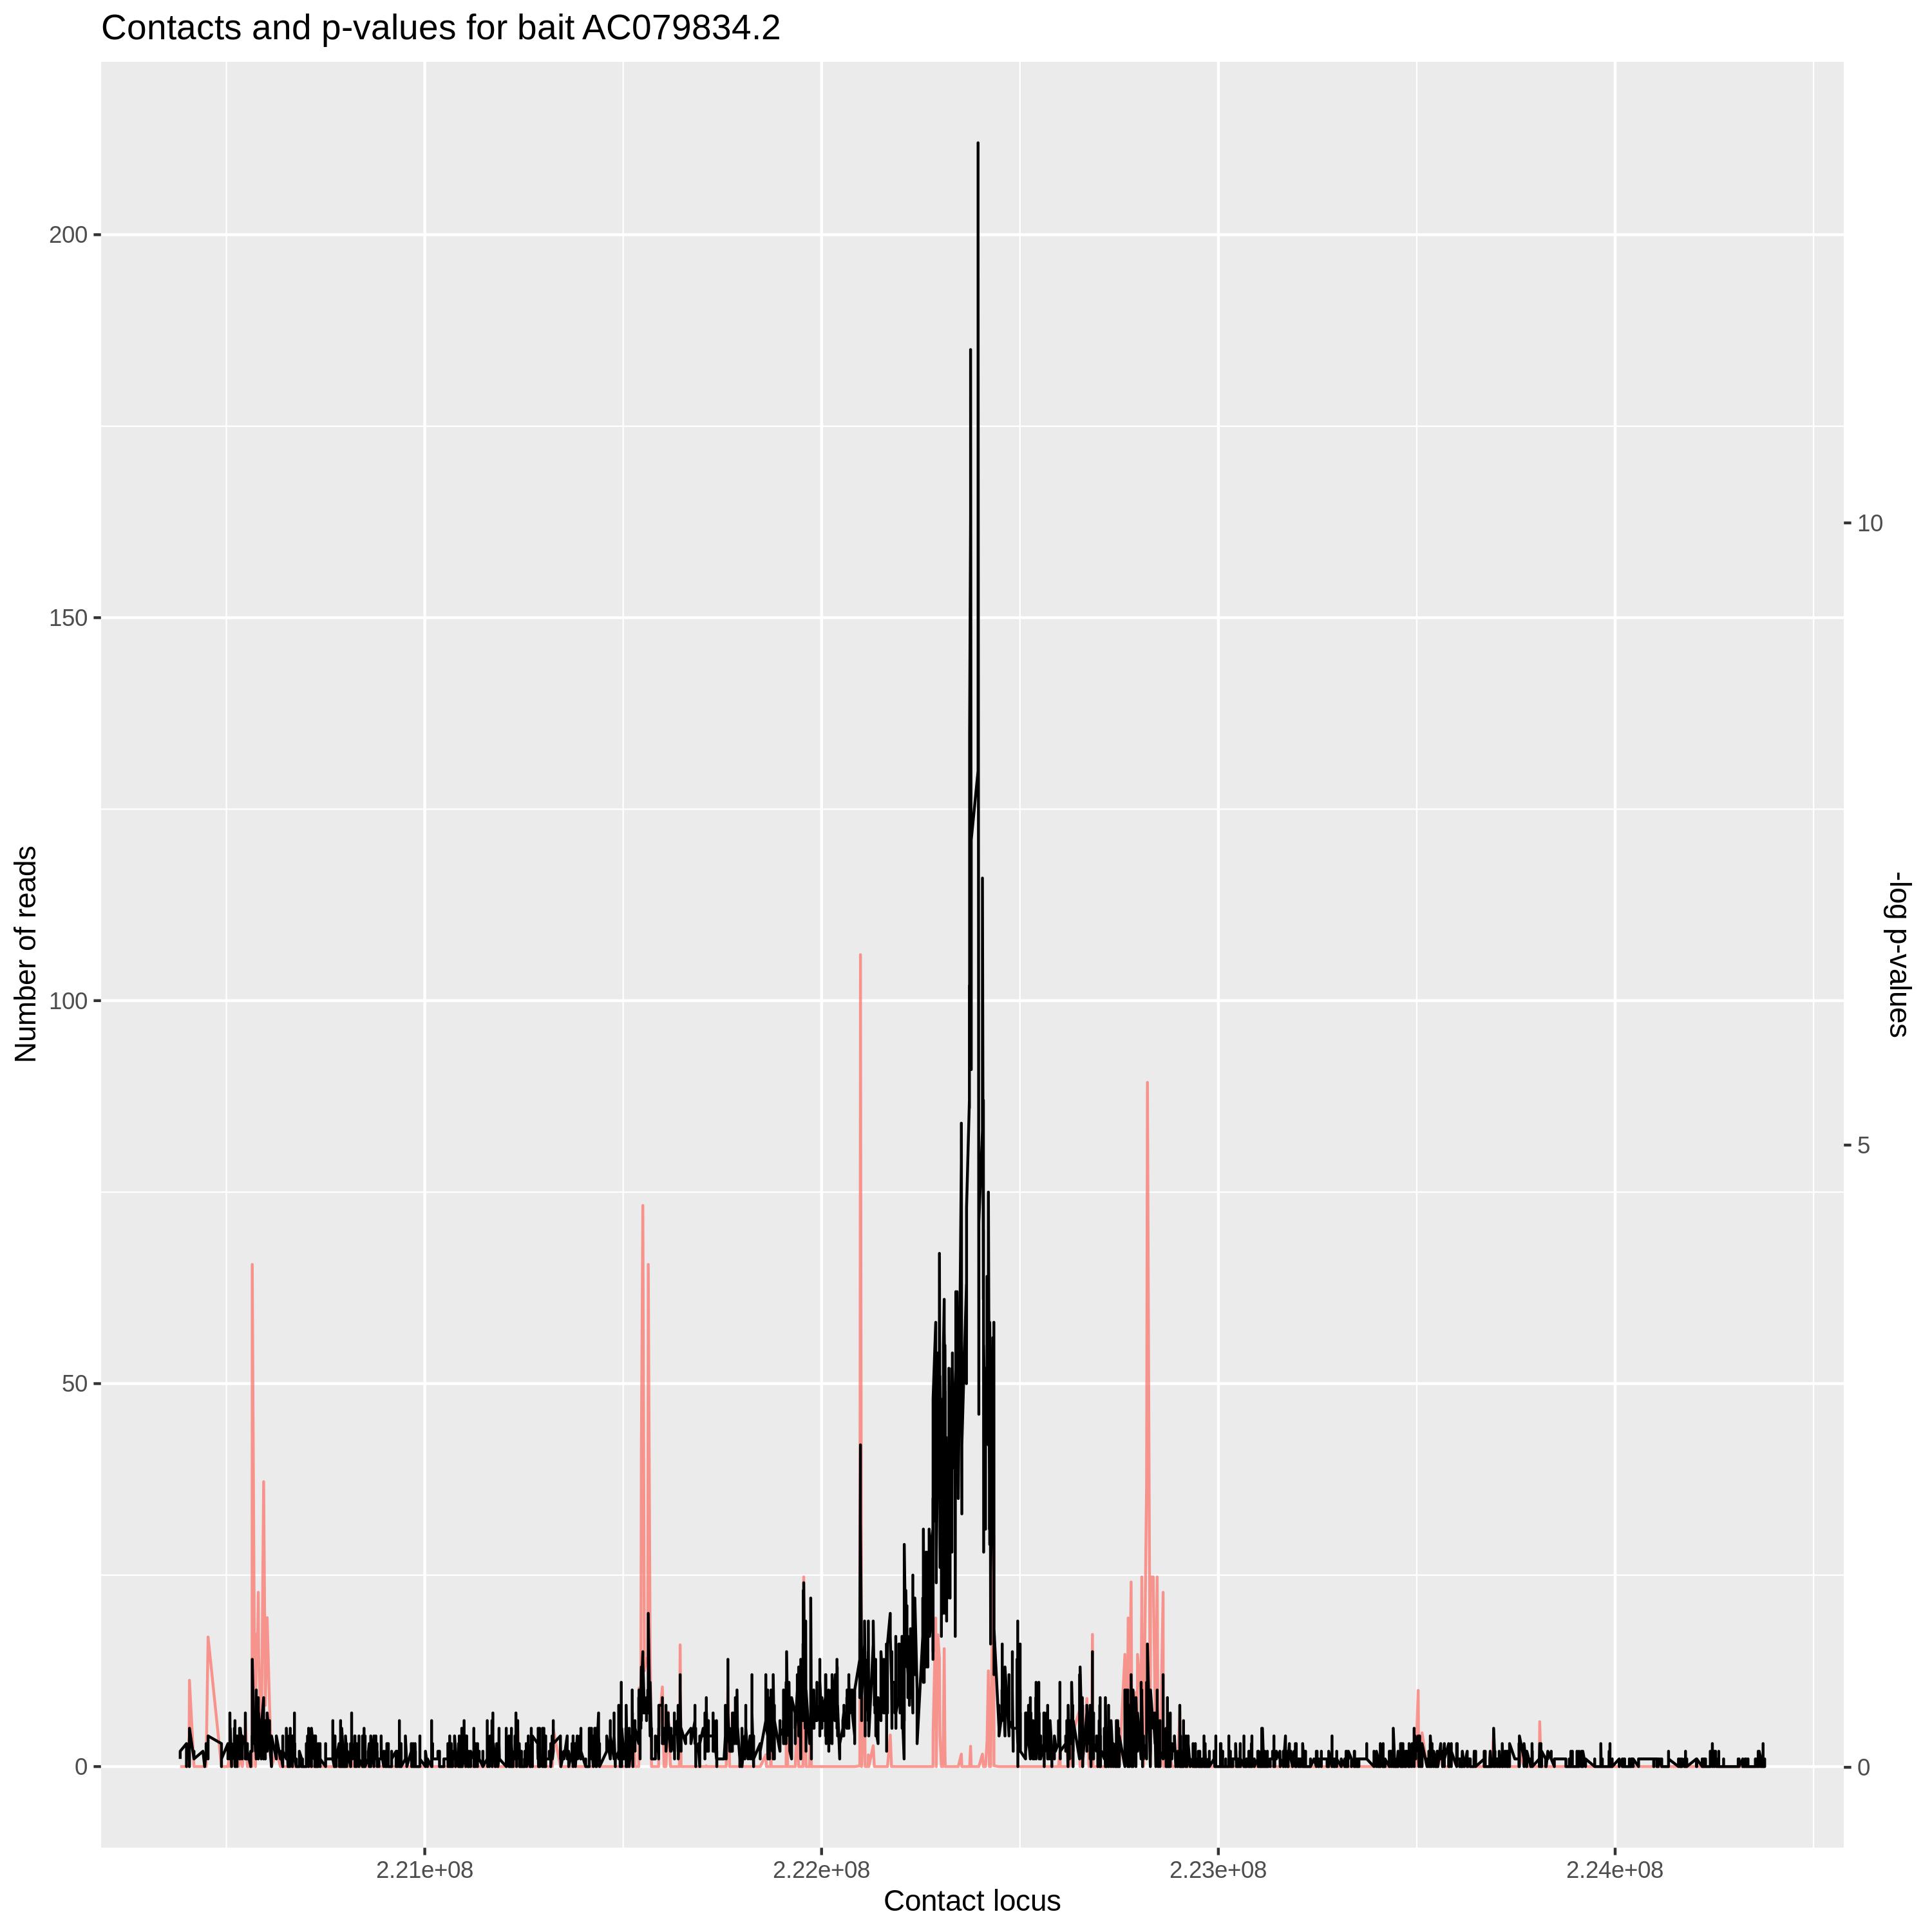 Contacts and p-values for bait AC079834.2
200
150
100
50
0
Number of reads
10
5
0
-log p-values
2.21e+08
2.22e+08
2.23e+08
2.24e+08
Contact locus